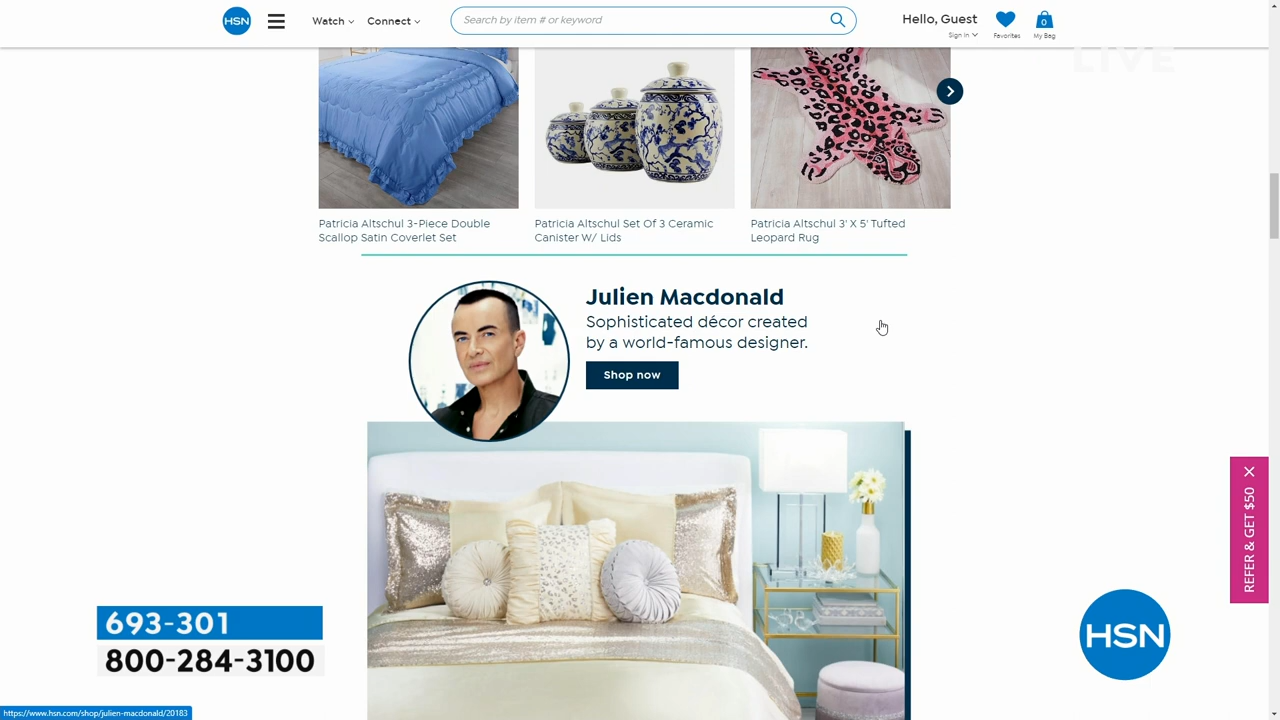 HSN
Watch
Connect
Search by item # or keyword
Hello, Guest
Sign In
Favorites
0
My Bag
LIVE
Patricia Altschul 3-Piece Double
Scallop Satin Coverlet Set
Patricia Altschul Set Of 3 Ceramic
Canister W/ Lids
Patricia Altschul 3' X 5' Tufted
Leopard Rug
Julien Macdonald
Sophisticated décor created
by a world-famous designer.
Shop now
REFER & GET $50
693-301
800-284-3100
HSN
https://www.hsn.com/shop/julien-macdonald/20183